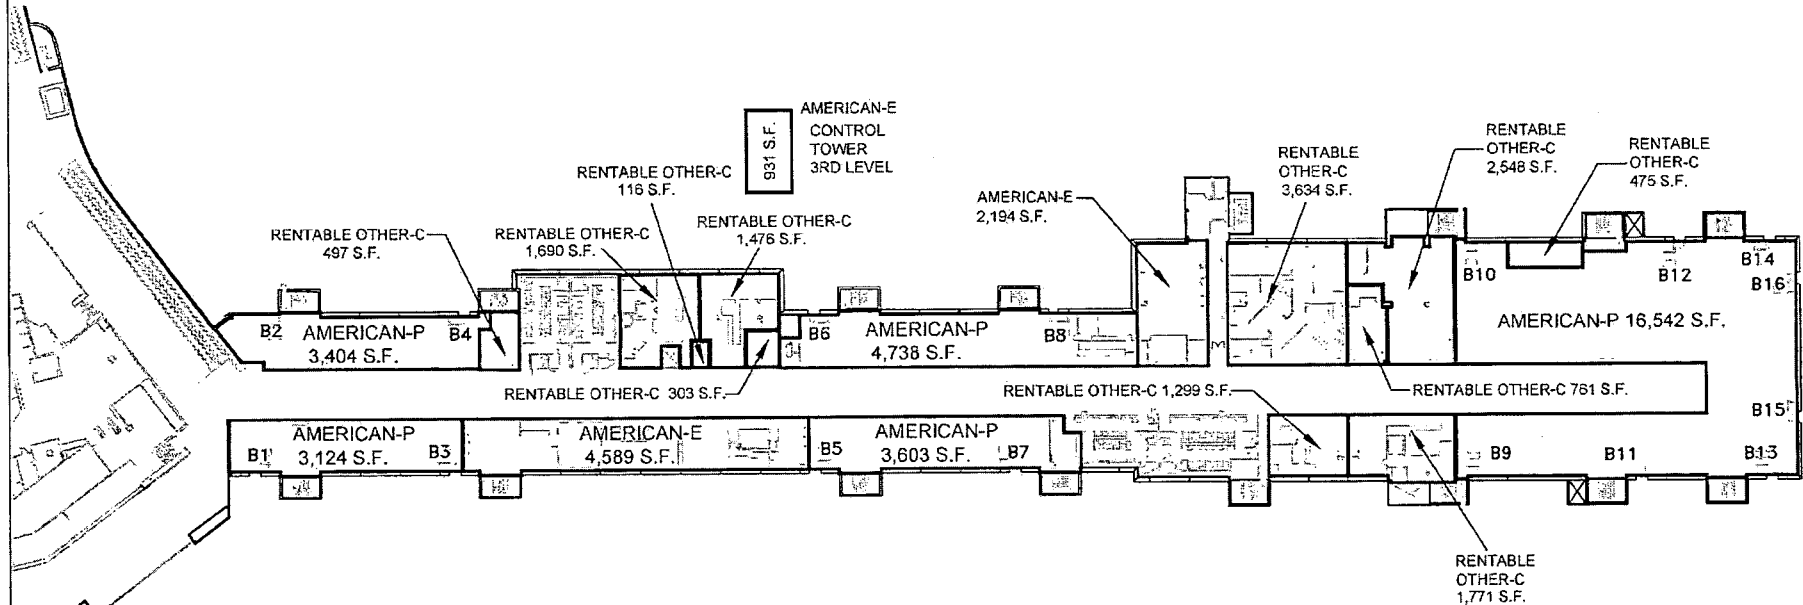 AMERICAN-E
CONTROL
TOWER
3RD LEVEL
931 S.F.
RENTABLE OTHER-C
116 S.F.
RENTABLE
OTHER-C
2,548 S.F.
RENTABLE
OTHER-C
475 S.F.
RENTABLE
OTHER-C
3,634 S.F.
AMERICAN-E
2,194 S.F.
RENTABLE OTHER-C
497 S.F.
RENTABLE OTHER-C
1,690 S.F.
RENTABLE OTHER-C
1,476 S.F.
B2
AMERICAN-P
3,404 S.F.
B4
B6
AMERICAN-P
4,738 S.F.
B8
B10
B12
B14
B16
AMERICAN-P 16,542 S.F.
RENTABLE OTHER-C 303 S.F.
RENTABLE OTHER-C 1,299 S.F.
RENTABLE OTHER-C 761 S.F.
B15
B1
AMERICAN-P
3,124 S.F.
B3
AMERICAN-E
4,589 S.F.
B5
AMERICAN-P
3,603 S.F.
B7
B9
B11
B13
RENTABLE
OTHER-C
1,771 S.F.